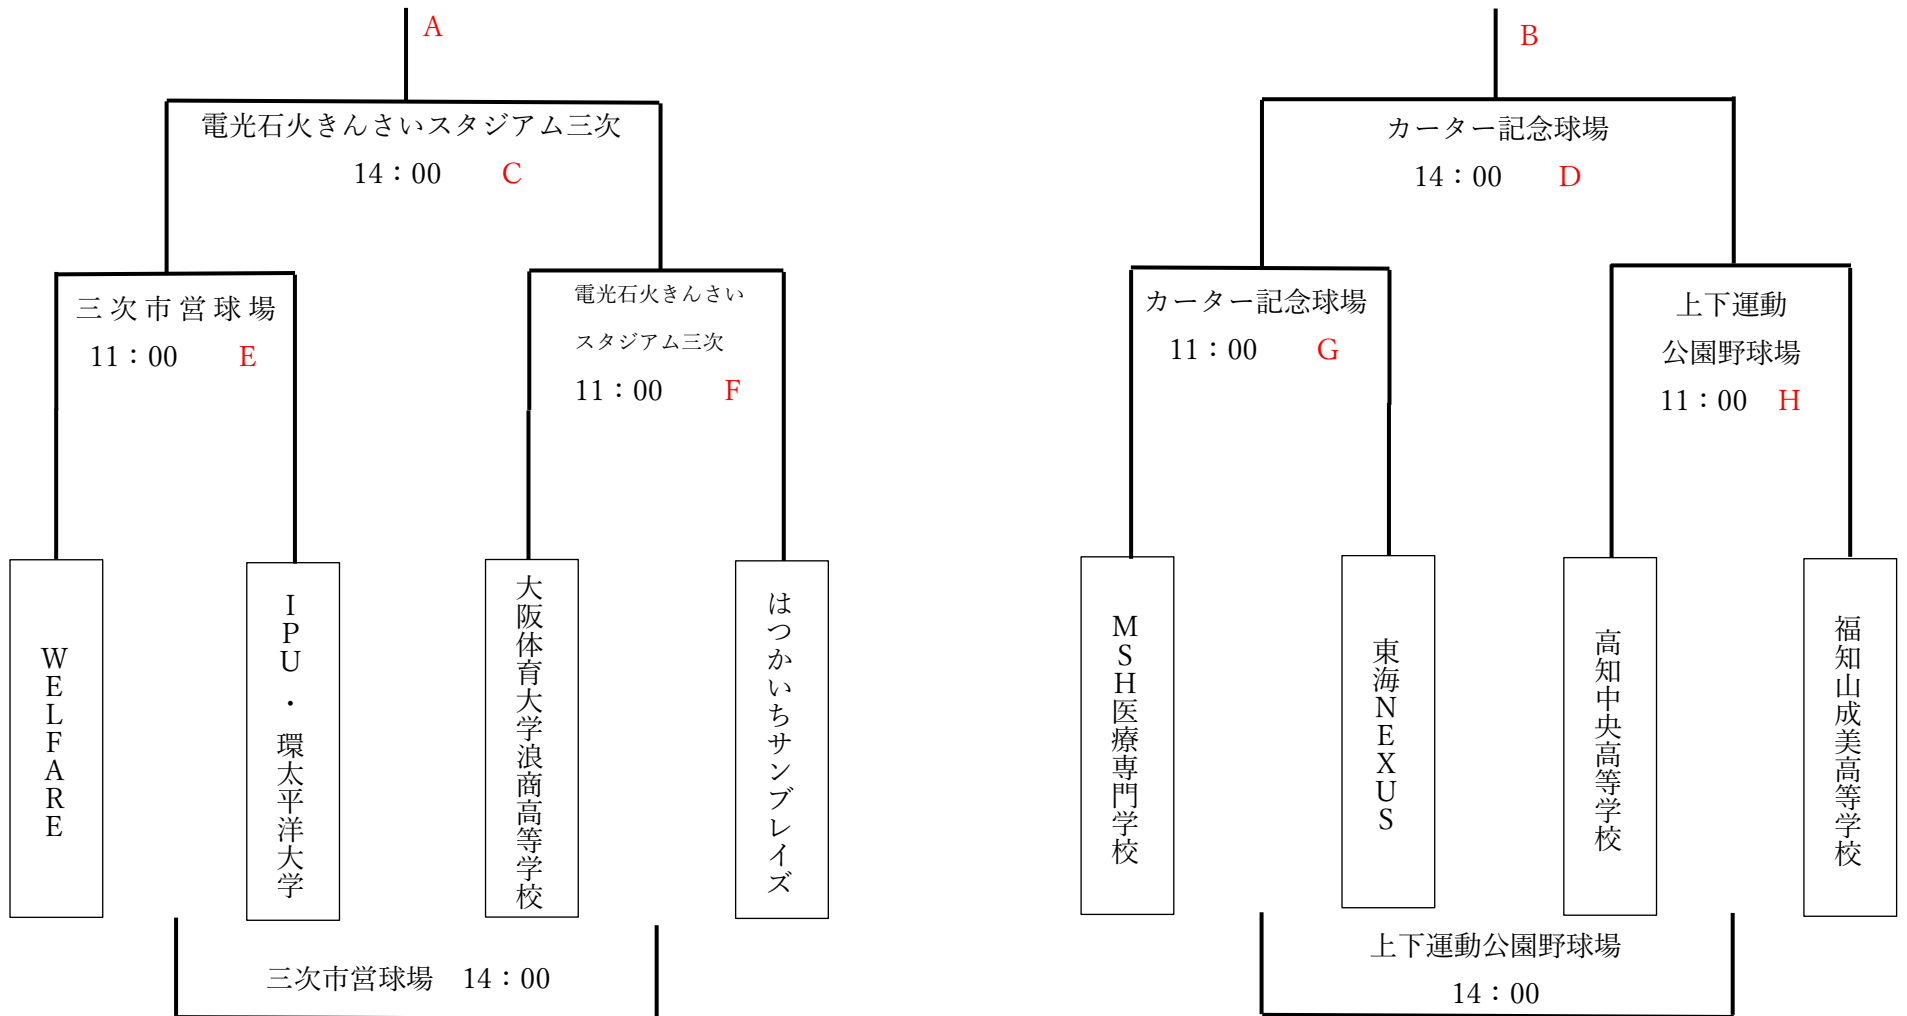 A
電光石火きんさいスタジアム三次
14：00 C
三次市営球場
11：00 E
電光石火きんさい
スタジアム三次
11：00 F
WELFARE
IPU・環太平洋大学
大阪体育大学浪商高等学校
はつかいちサンブレイズ
三次市営球場 14：00
B
カーター記念球場
14：00 D
カーター記念球場
11：00 G
上下運動
公園野球場
11：00 H
MSH医療専門学校
東海NEXUS
高知中央高等学校
福知山成美高等学校
上下運動公園野球場
14：00